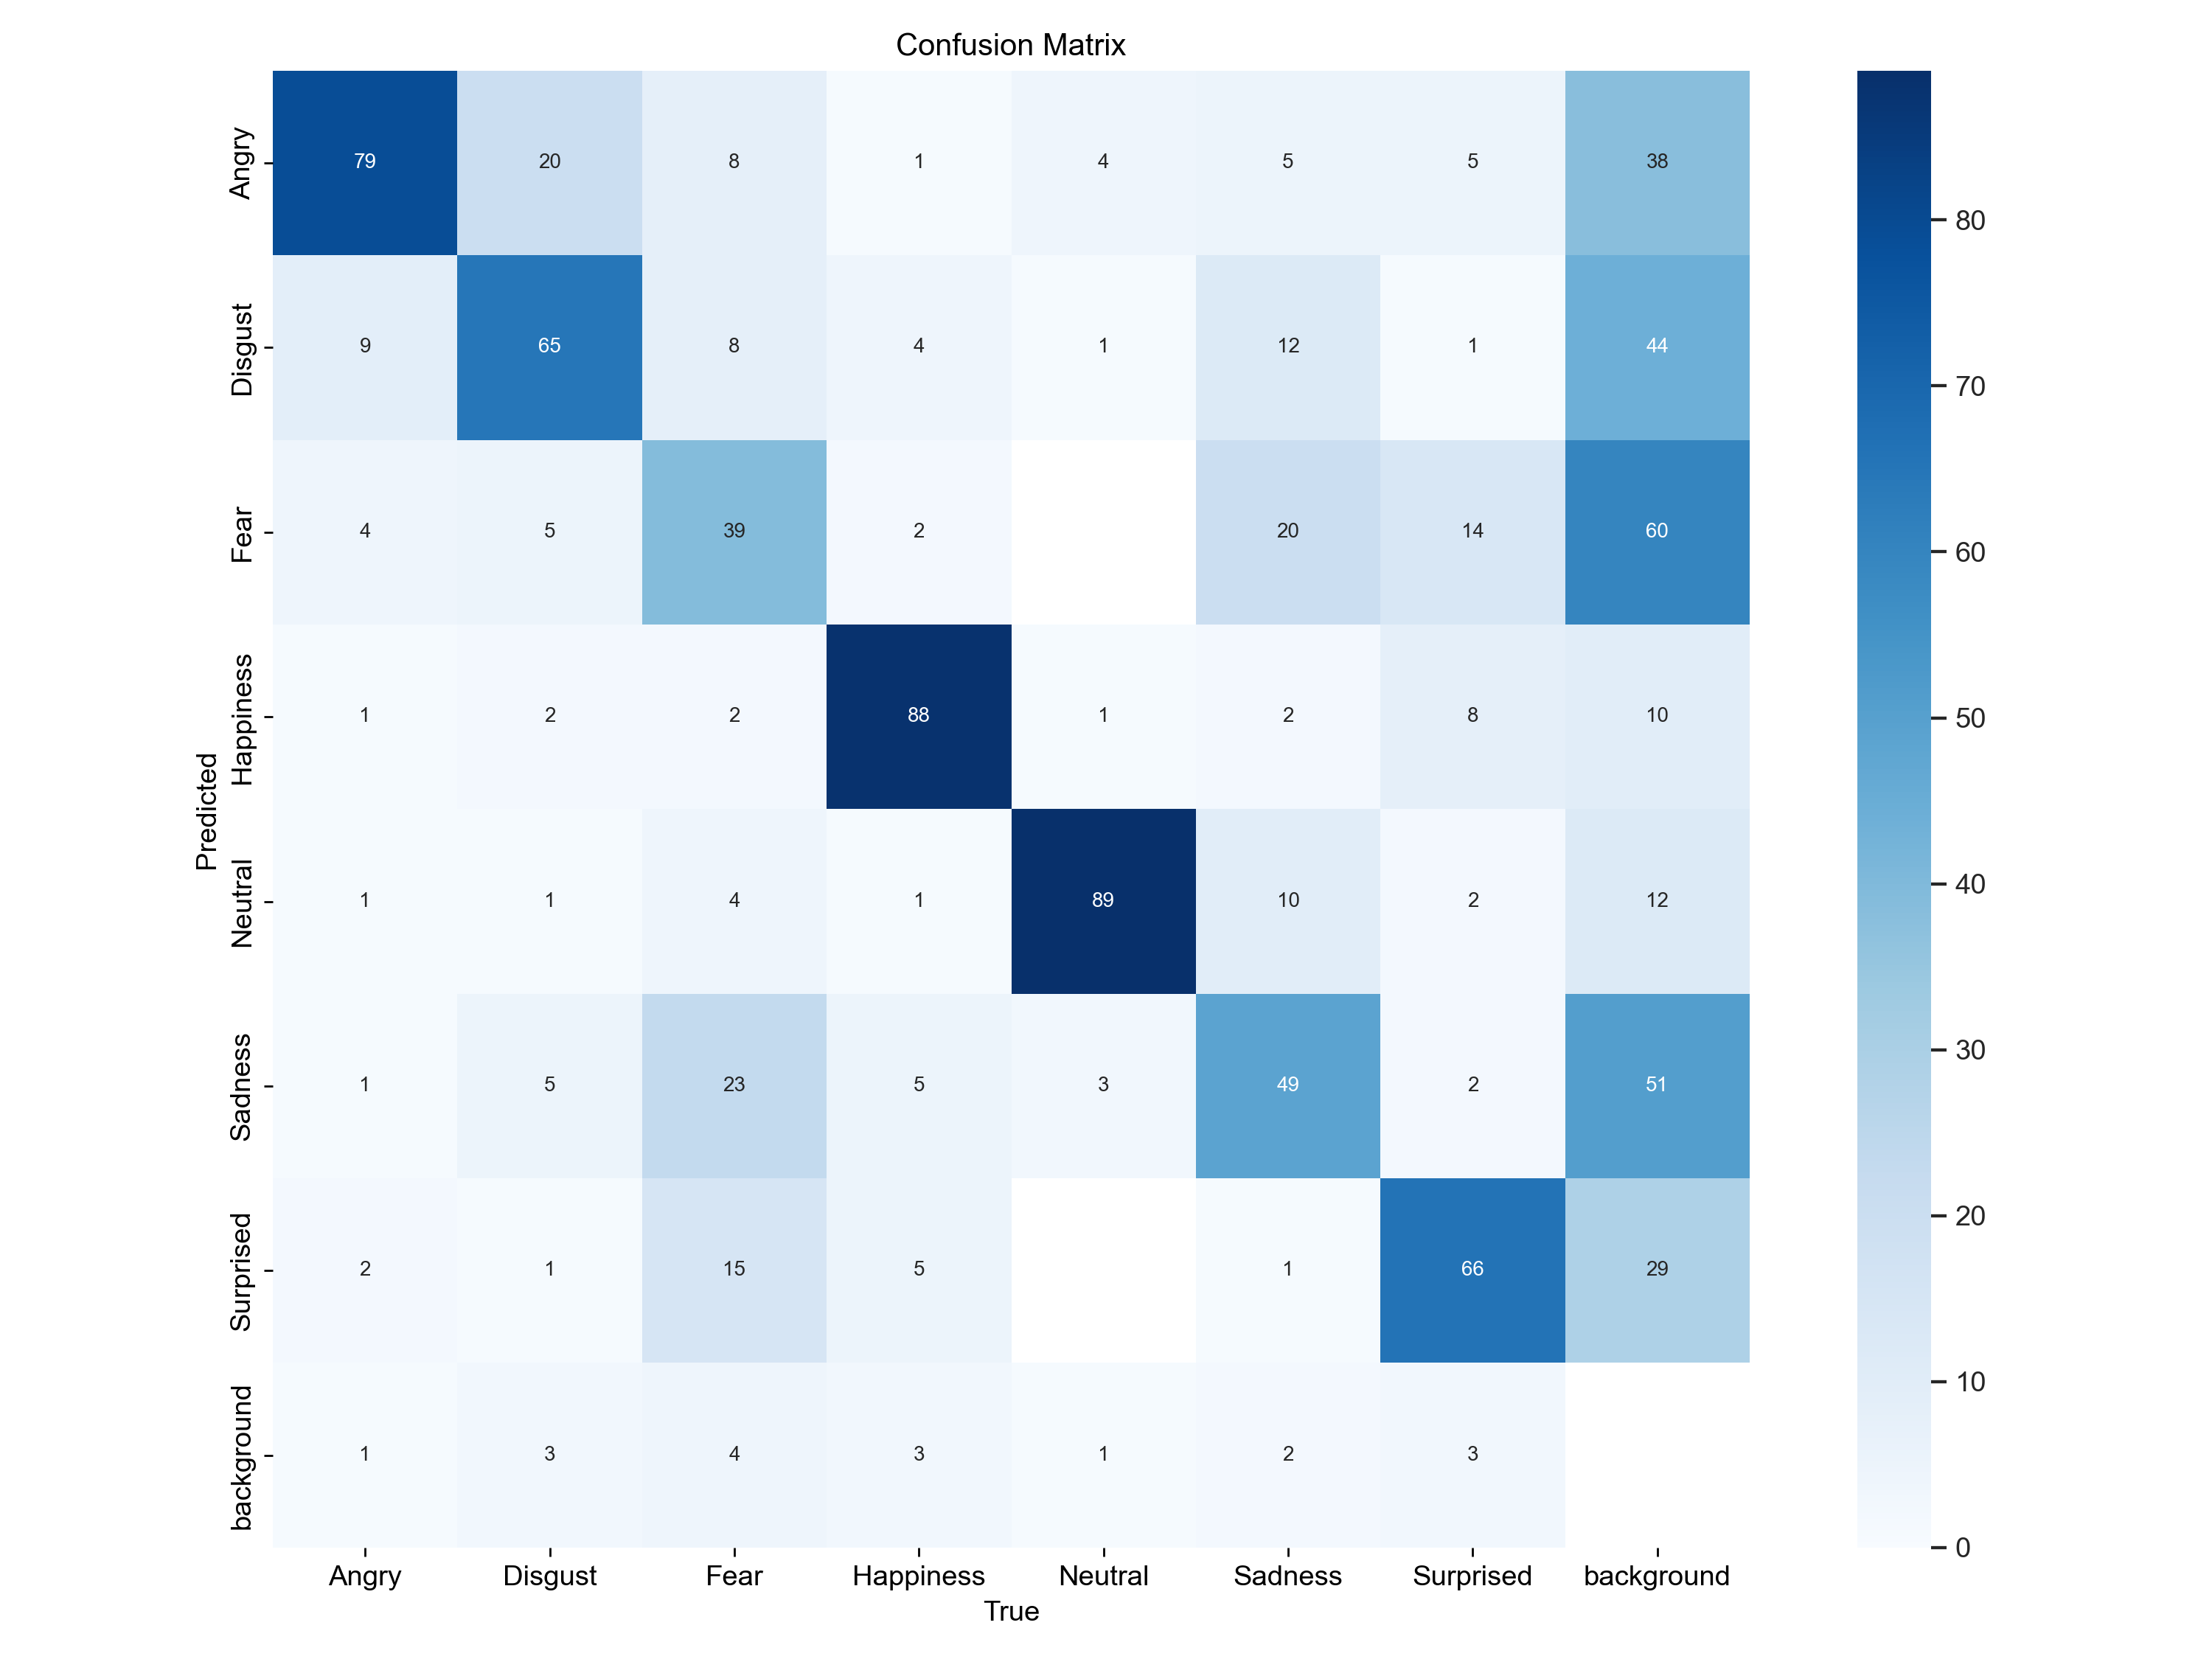 Confusion Matrix
Angry 79 20 8 1 4 5 5 38
Disgust 9 65 8 4 1 12 1 44
Fear 4 5 39 2 20 14 60
Happiness 1 2 2 88 1 2 8 10
Neutral 1 1 4 1 89 10 2 12
Sadness 1 5 23 5 3 49 2 51
Surprised 2 1 15 5 1 66 29
background 1 3 4 3 1 2 3
Predicted
Angry Disgust Fear Happiness Neutral Sadness Surprised background
True
80
70
60
50
40
30
20
10
0